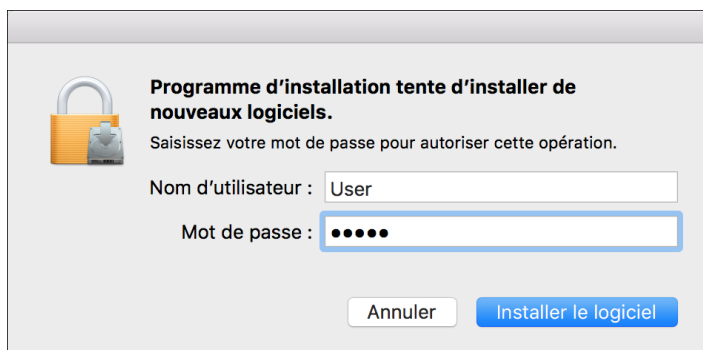 Programme d’installation tente d’installer de
nouveaux logiciels.
Saisissez votre mot de passe pour autoriser cette opération.
Nom d’utilisateur : User
Mot de passe : •••••
Annuler Installer le logiciel